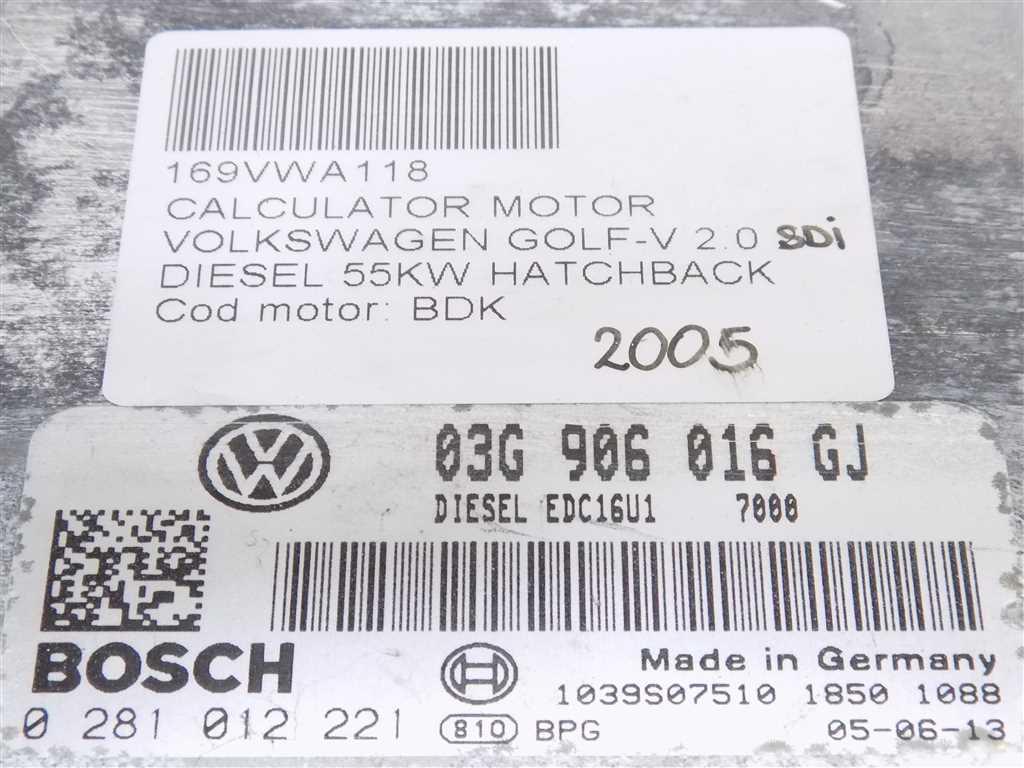 169VWA118
CALCULATOR MOTOR
VOLKSWAGEN GOLF-V 2.0 SDi
DIESEL 55KW HATCHBACK
Cod motor: BDK
2005
03G 906 016 GJ
DIESEL EDC16U1 7000
BOSCH
Made in Germany
1039S07510 1850 1088
0 281 012 221 810 BPG 05-06-13